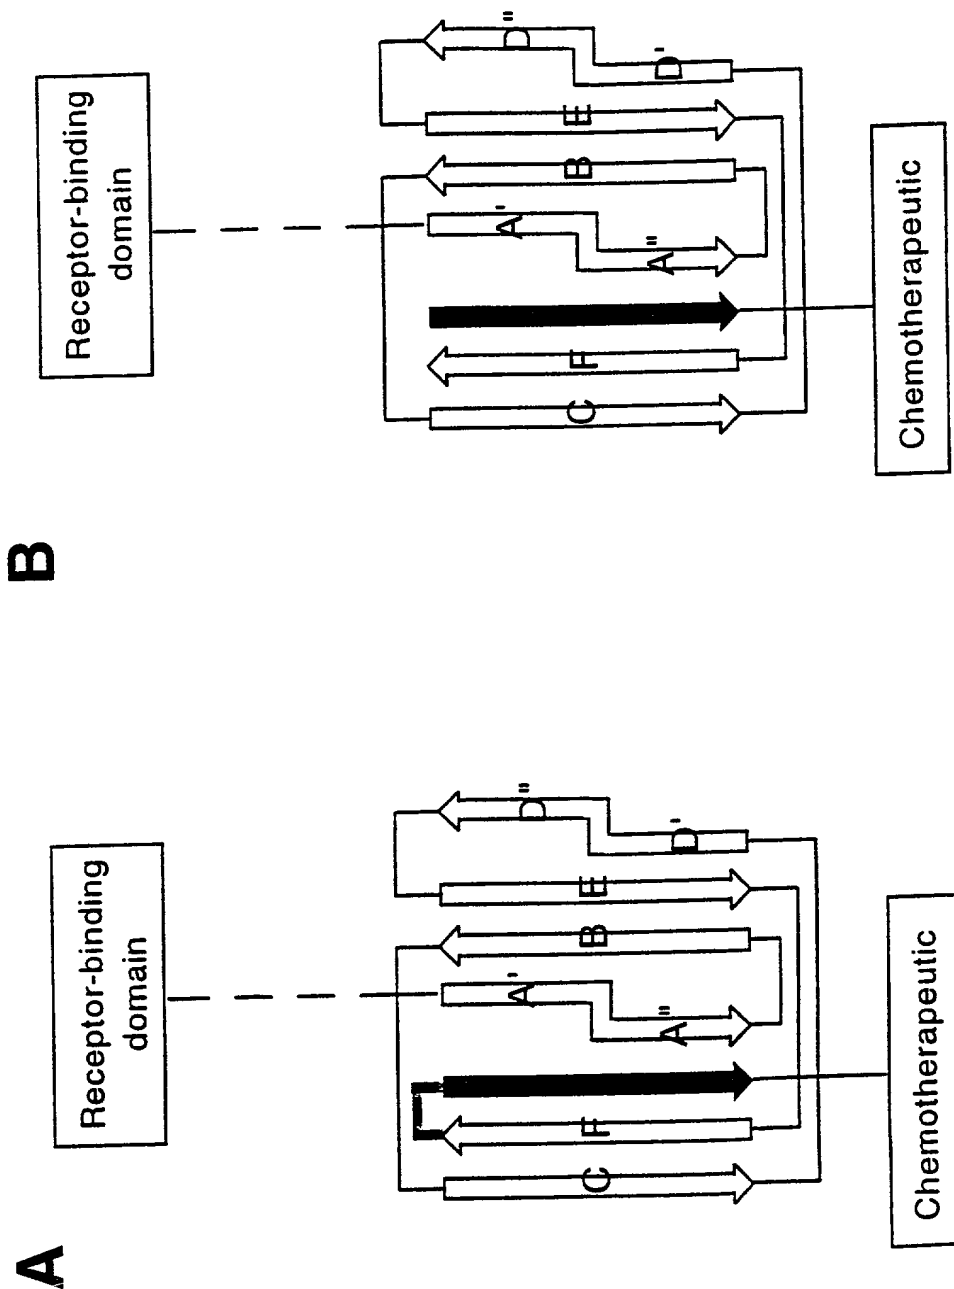 A
Receptor-binding
domain
C
F
A'
A"
B
E
D'
D"
Chemotherapeutic
B
Receptor-binding
domain
C
F
A'
A"
B
E
D'
D"
Chemotherapeutic